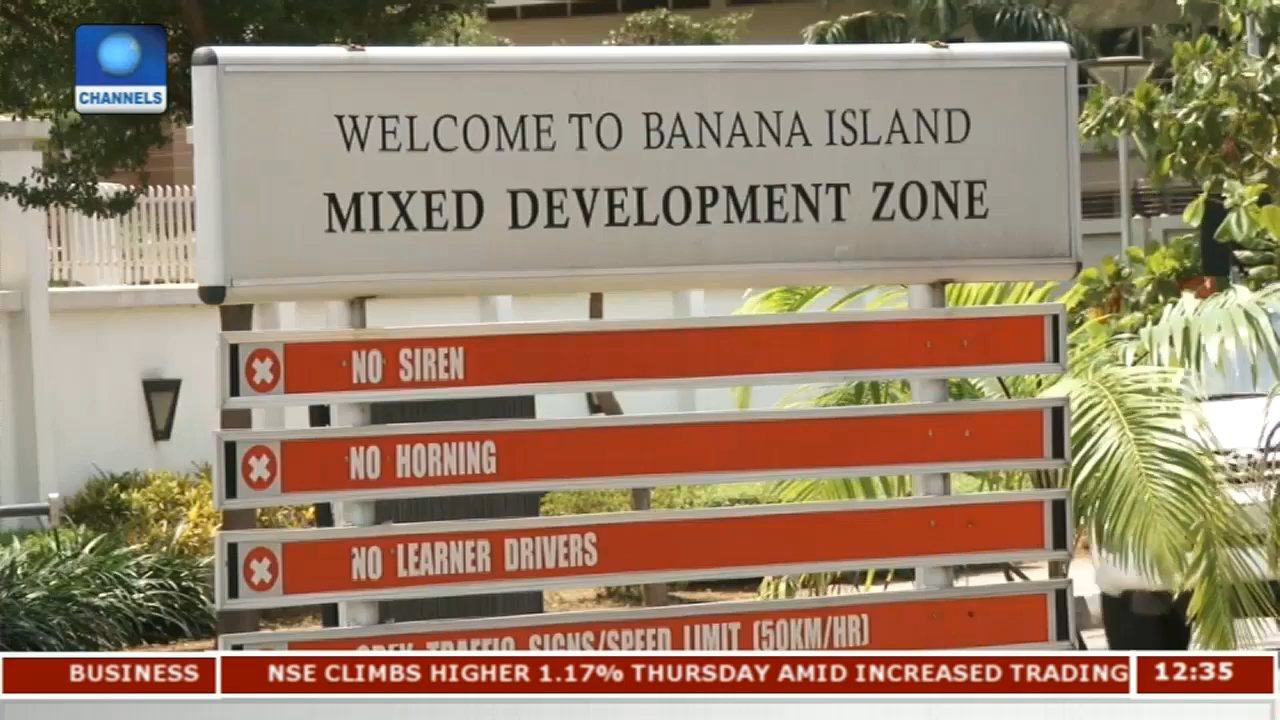 CHANNELS
WELCOME TO BANANA ISLAND
MIXED DEVELOPMENT ZONE
NO SIREN
NO HORNING
NO LEARNER DRIVERS
OBEY TRAFFIC SIGNS/SPEED LIMIT (50KM/HR)
BUSINESS
NSE CLIMBS HIGHER 1.17% THURSDAY AMID INCREASED TRADING
12:35